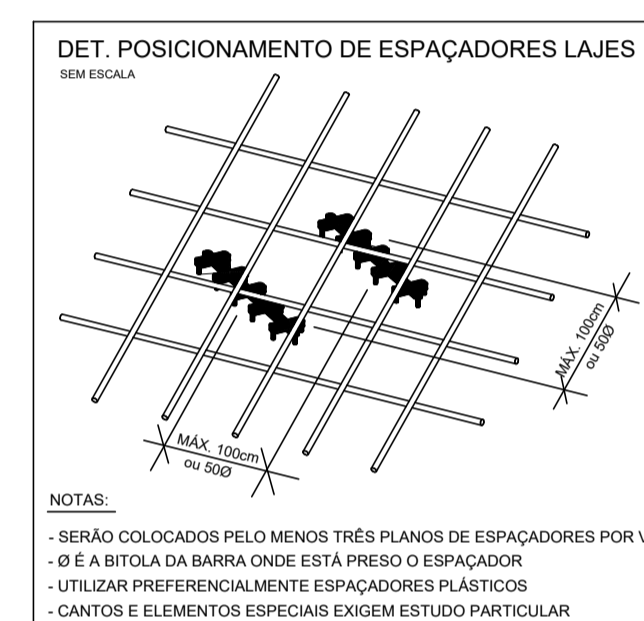 DET. POSICIONAMENTO DE ESPAÇADORES LAJES
SEM ESCALA
MÁX. 100cm
ou 50Ø
MÁX. 100cm
ou 50Ø
NOTAS:
- SERÃO COLOCADOS PELO MENOS TRÊS PLANOS DE ESPAÇADORES POR
- Ø É A BITOLA DA BARRA ONDE ESTÁ PRESO O ESPAÇADOR
- UTILIZAR PREFERENCIALMENTE ESPAÇADORES PLÁSTICOS
- CANTOS E ELEMENTOS ESPECIAIS EXIGEM ESTUDO PARTICULAR